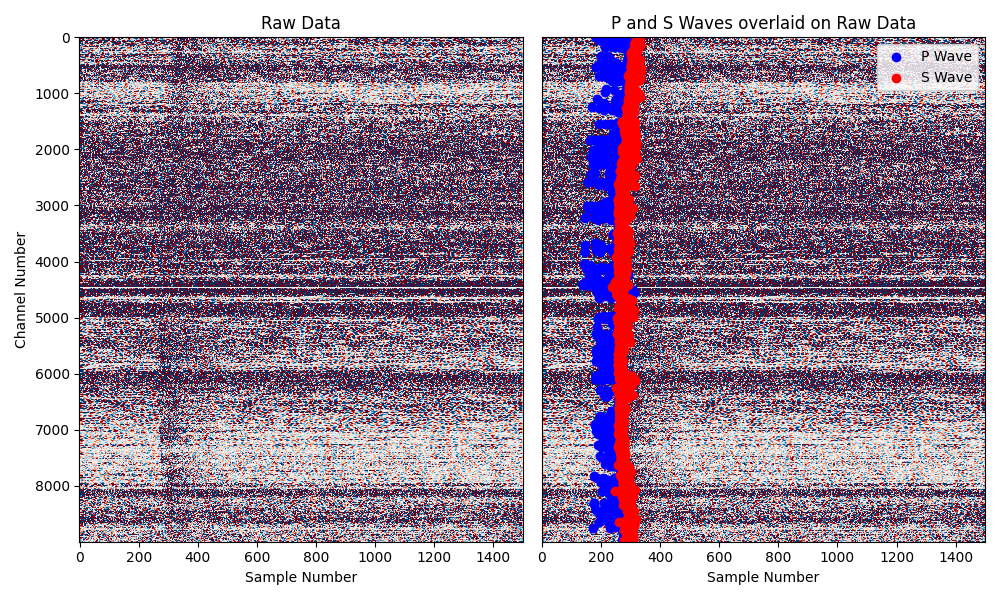 Raw Data
P and S Waves overlaid on Raw Data
P Wave
S Wave
Channel Number
0
1000
2000
3000
4000
5000
6000
7000
8000
0 200 400 600 800 1000 1200 1400
0 200 400 600 800 1000 1200 1400
Sample Number
Sample Number